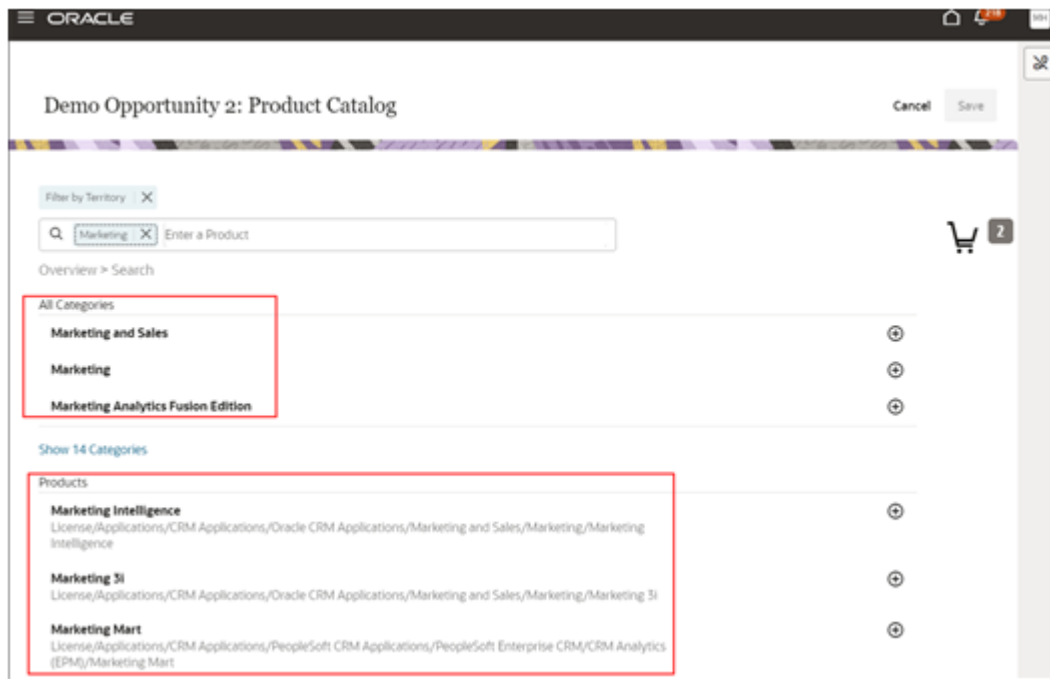 ORACLE
MH
Demo Opportunity 2: Product Catalog
Cancel
Save
Filter by Territory
Marketing
Enter a Product
2
Overview > Search
All Categories
Marketing and Sales
Marketing
Marketing Analytics Fusion Edition
Show 14 Categories
Products
Marketing Intelligence
License/Applications/CRM Applications/Oracle CRM Applications/Marketing and Sales/Marketing/Marketing
Intelligence
Marketing 3i
License/Applications/CRM Applications/Oracle CRM Applications/Marketing and Sales/Marketing/Marketing 3i
Marketing Mart
License/Applications/CRM Applications/PeopleSoft CRM Applications/PeopleSoft Enterprise CRM/CRM Analytics
(EPM)/Marketing Mart